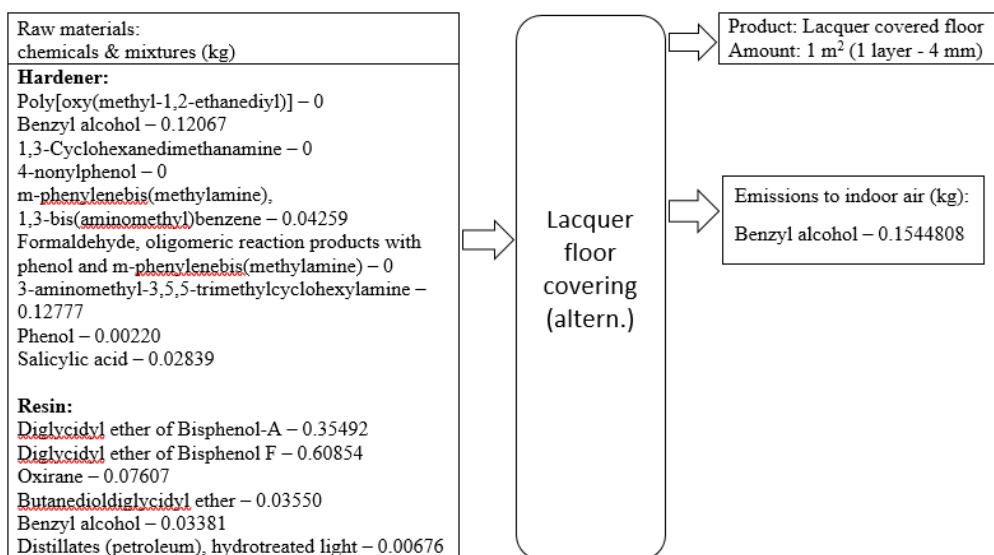 Raw materials:
chemicals & mixtures (kg)
Hardener:
Poly[oxy(methyl-1,2-ethanediyl)] – 0
Benzyl alcohol – 0.12067
1,3-Cyclohexanedimethanamine – 0
4-nonylphenol – 0
m-phenylenebis(methylamine),
1,3-bis(aminomethyl)benzene – 0.04259
Formaldehyde, oligomeric reaction products with
phenol and m-phenylenebis(methylamine) – 0
3-aminomethyl-3,5,5-trimethylcyclohexylamine –
0.12777
Phenol – 0.00220
Salicylic acid – 0.02839
Resin:
Diglycidyl ether of Bisphenol-A – 0.35492
Diglycidyl ether of Bisphenol F – 0.60854
Oxirane – 0.07607
Butanedioldiglycidyl ether – 0.03550
Benzyl alcohol – 0.03381
Distillates (petroleum), hydrotreated light – 0.00676
Lacquer
floor
covering
(altern.)
Product: Lacquer covered floor
Amount: 1 m² (1 layer - 4 mm)
Emissions to indoor air (kg):
Benzyl alcohol – 0.1544808